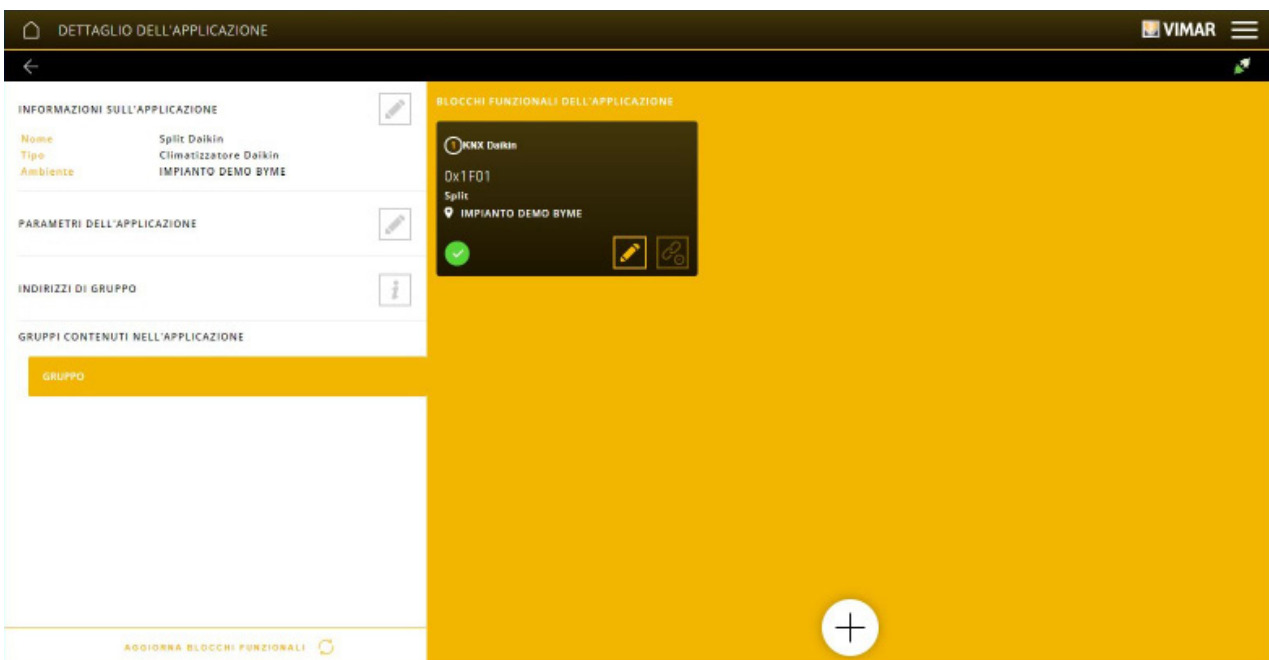 DETTAGLIO DELL'APPLICAZIONE
VIMAR
INFORMAZIONI SULL'APPLICAZIONE
Nome Split Daikin
Tipo Climatizzatore Daikin
Ambiente IMPIANTO DEMO BYME
PARAMETRI DELL'APPLICAZIONE
INDIRIZZI DI GRUPPO
GRUPPI CONTENUTI NELL'APPLICAZIONE
GRUPPO
AGGIORNA BLOCCHI FUNZIONALI
BLOCCHI FUNZIONALI DELL'APPLICAZIONE
1 KNX Daikin
0x1F01
Split
IMPIANTO DEMO BYME